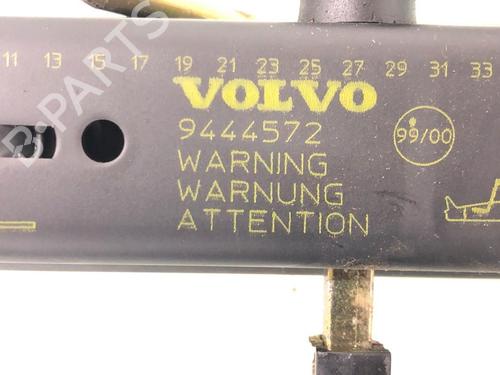 B-PARTS
11 13 15 17 19 21 23 25 27 29 31 33
VOLVO
9444572
99/00
WARNING
WARNUNG
ATTENTION